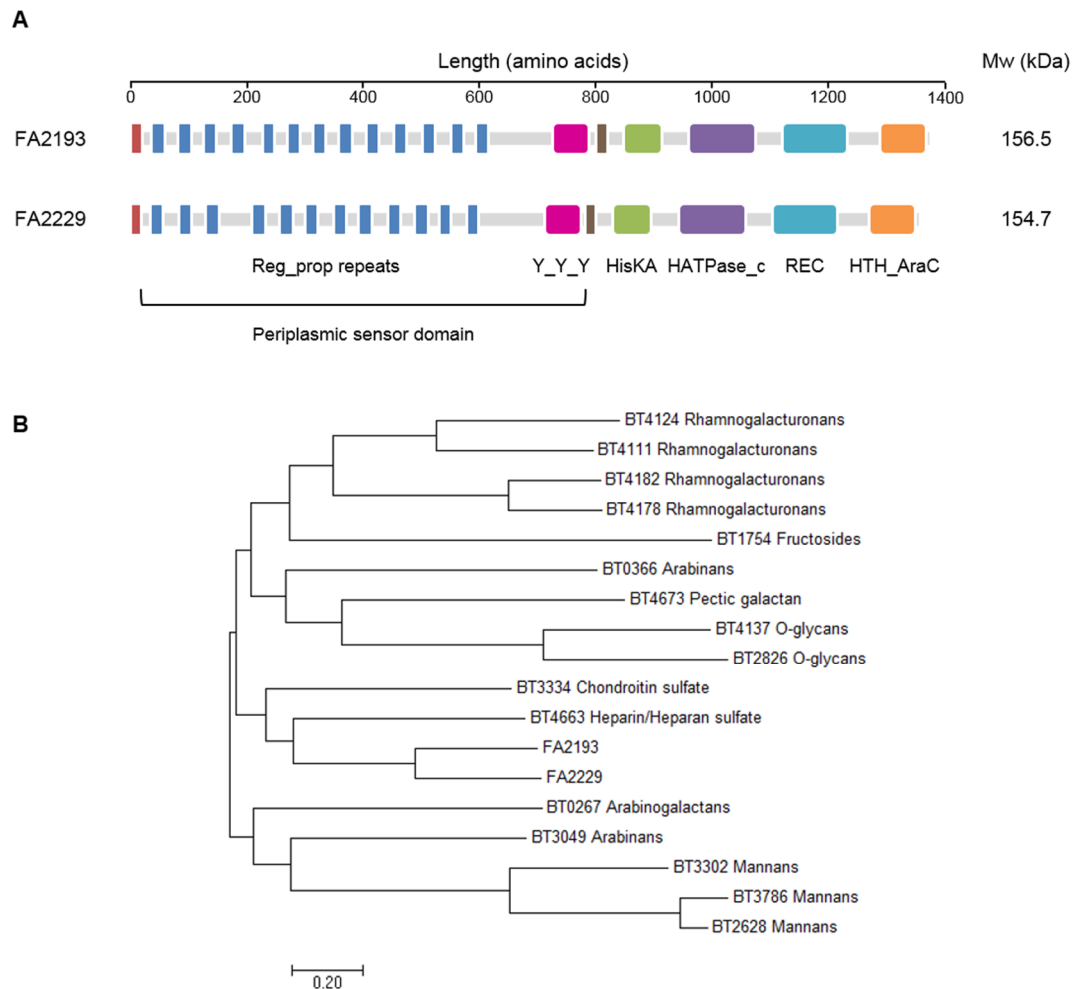 A
Length (amino acids) Mw (kDa)
0 200 400 600 800 1000 1200 1400
FA2193 156.5
FA2229 154.7
Reg_prop repeats Y_Y_Y HisKA HATPase_c REC HTH_AraC
Periplasmic sensor domain
B
BT4124 Rhamnogalacturonans
BT4111 Rhamnogalacturonans
BT4182 Rhamnogalacturonans
BT4178 Rhamnogalacturonans
BT1754 Fructosides
BT0366 Arabinans
BT4673 Pectic galactan
BT4137 O-glycans
BT2826 O-glycans
BT3334 Chondroitin sulfate
BT4663 Heparin/Heparan sulfate
FA2193
FA2229
BT0267 Arabinogalactans
BT3049 Arabinans
BT3302 Mannans
BT3786 Mannans
BT2628 Mannans
0.20